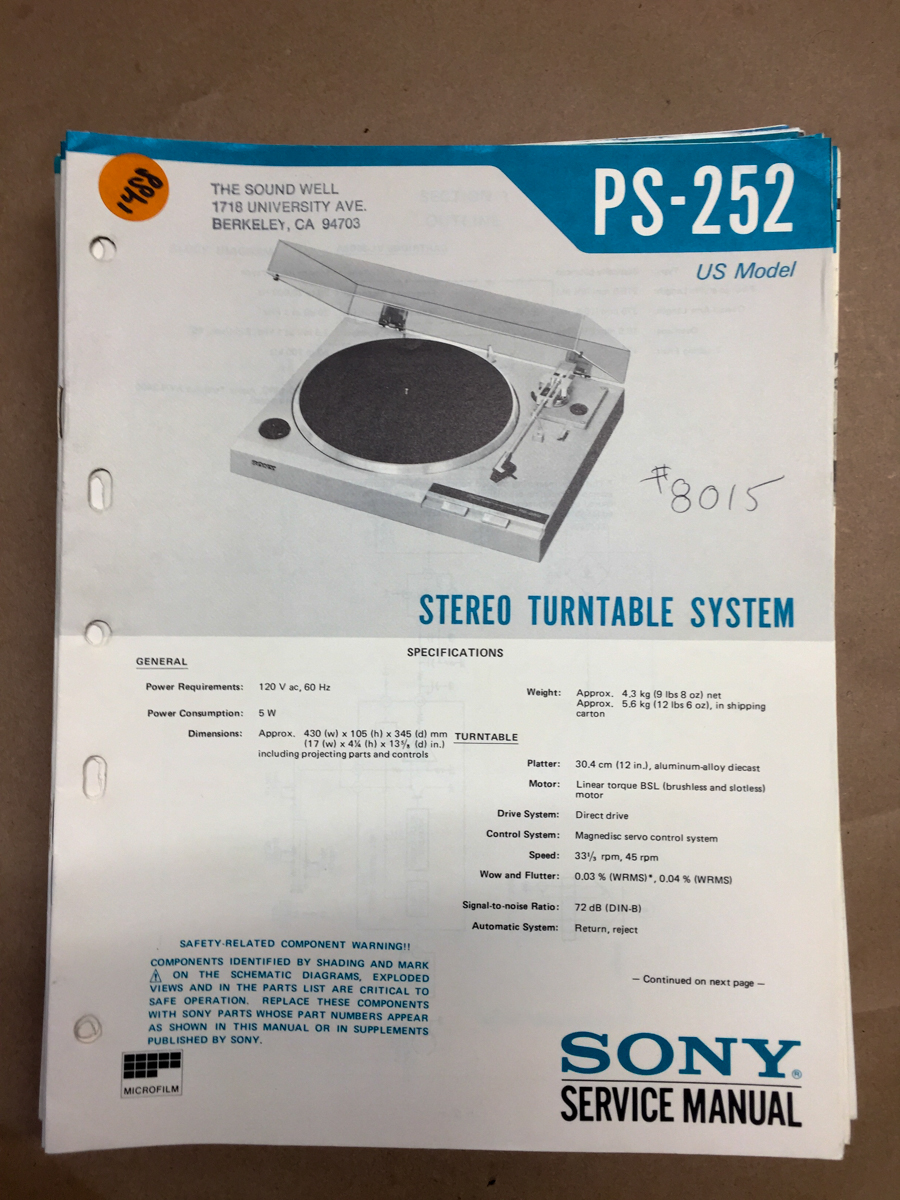 PS-252
1458
THE SOUND WELL
1718 UNIVERSITY AVE.
BERKELEY, CA 94703
US Model
SONY
#8015
STEREO TURNTABLE SYSTEM
SPECIFICATIONS
GENERAL
Power Requirements: 120 V ac, 60 Hz
Power Consumption: 5 W
Dimensions: Approx. 430 (w) x 105 (h) x 345 (d) mm
(17 (w) x 4¼ (h) x 13⅝ (d) in.)
including projecting parts and controls
Weight: Approx. 4.3 kg (9 lbs 8 oz) net
Approx. 5.6 kg (12 lbs 6 oz), in shipping
carton
TURNTABLE
Platter: 30.4 cm (12 in.), aluminum-alloy diecast
Motor: Linear torque BSL (brushless and slotless)
motor
Drive System: Direct drive
Control System: Magnedisc servo control system
Speed: 33⅓ rpm, 45 rpm
Wow and Flutter: 0.03 % (WRMS)*, 0.04 % (WRMS)
Signal-to-noise Ratio: 72 dB (DIN-B)
Automatic System: Return, reject
— Continued on next page —
SAFETY-RELATED COMPONENT WARNING!!
COMPONENTS IDENTIFIED BY SHADING AND MARK
⚠ ON THE SCHEMATIC DIAGRAMS, EXPLODED
VIEWS AND IN THE PARTS LIST ARE CRITICAL TO
SAFE OPERATION. REPLACE THESE COMPONENTS
WITH SONY PARTS WHOSE PART NUMBERS APPEAR
AS SHOWN IN THIS MANUAL OR IN SUPPLEMENTS
PUBLISHED BY SONY.
MICROFILM
SONY®
SERVICE MANUAL